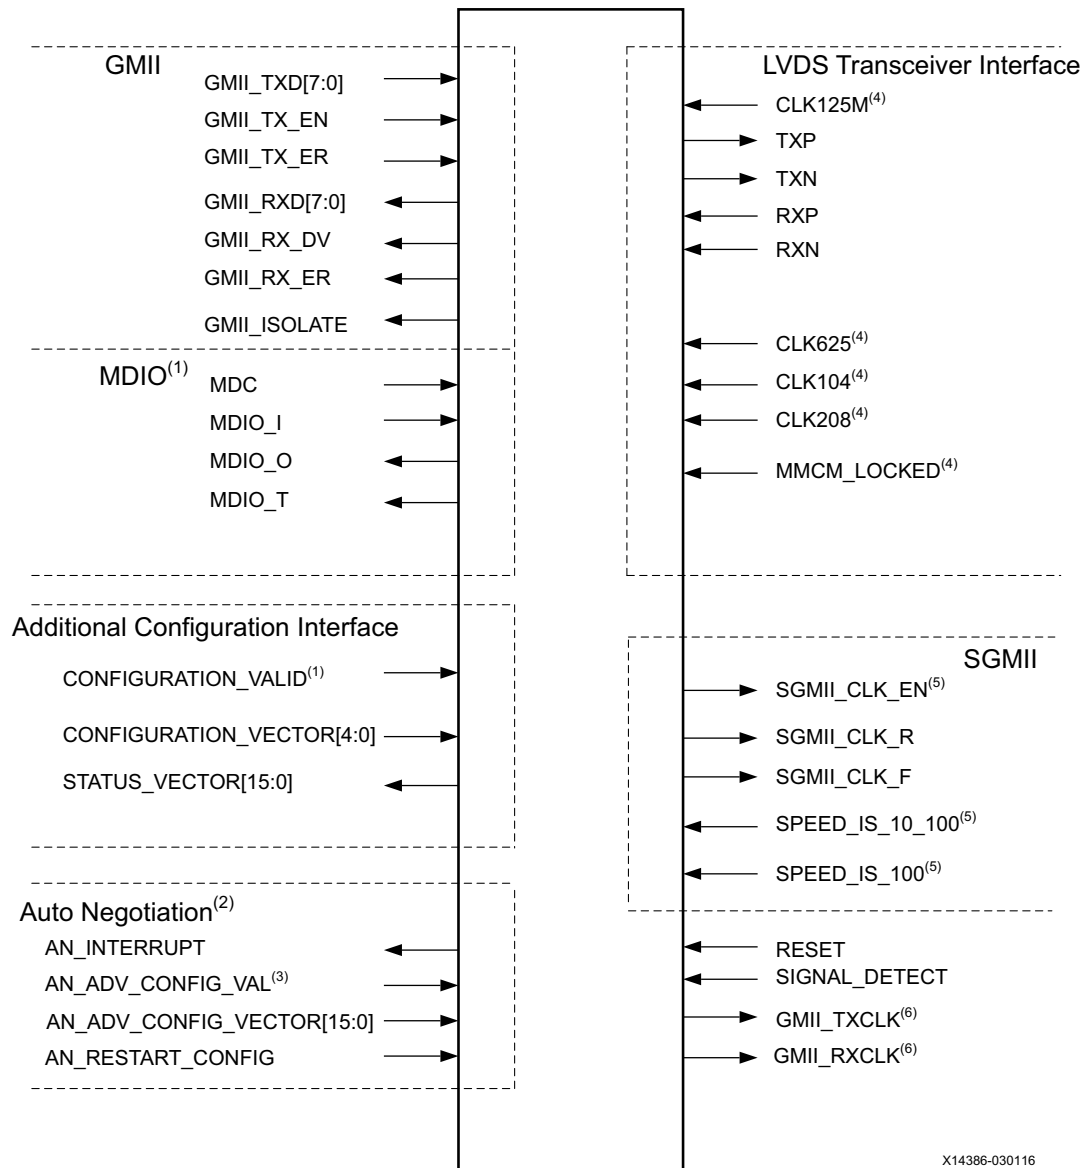 GMII
GMII_TXD[7:0]
GMII_TX_EN
GMII_TX_ER
GMII_RXD[7:0]
GMII_RX_DV
GMII_RX_ER
GMII_ISOLATE
MDIO(1)
MDC
MDIO_I
MDIO_O
MDIO_T
Additional Configuration Interface
CONFIGURATION_VALID(1)
CONFIGURATION_VECTOR[4:0]
STATUS_VECTOR[15:0]
Auto Negotiation(2)
AN_INTERRUPT
AN_ADV_CONFIG_VAL(3)
AN_ADV_CONFIG_VECTOR[15:0]
AN_RESTART_CONFIG
LVDS Transceiver Interface
CLK125M(4)
TXP
TXN
RXP
RXN
CLK625(4)
CLK104(4)
CLK208(4)
MMCM_LOCKED(4)
SGMII
SGMII_CLK_EN(5)
SGMII_CLK_R
SGMII_CLK_F
SPEED_IS_10_100(5)
SPEED_IS_100(5)
RESET
SIGNAL_DETECT
GMII_TXCLK(6)
GMII_RXCLK(6)
X14386-030116